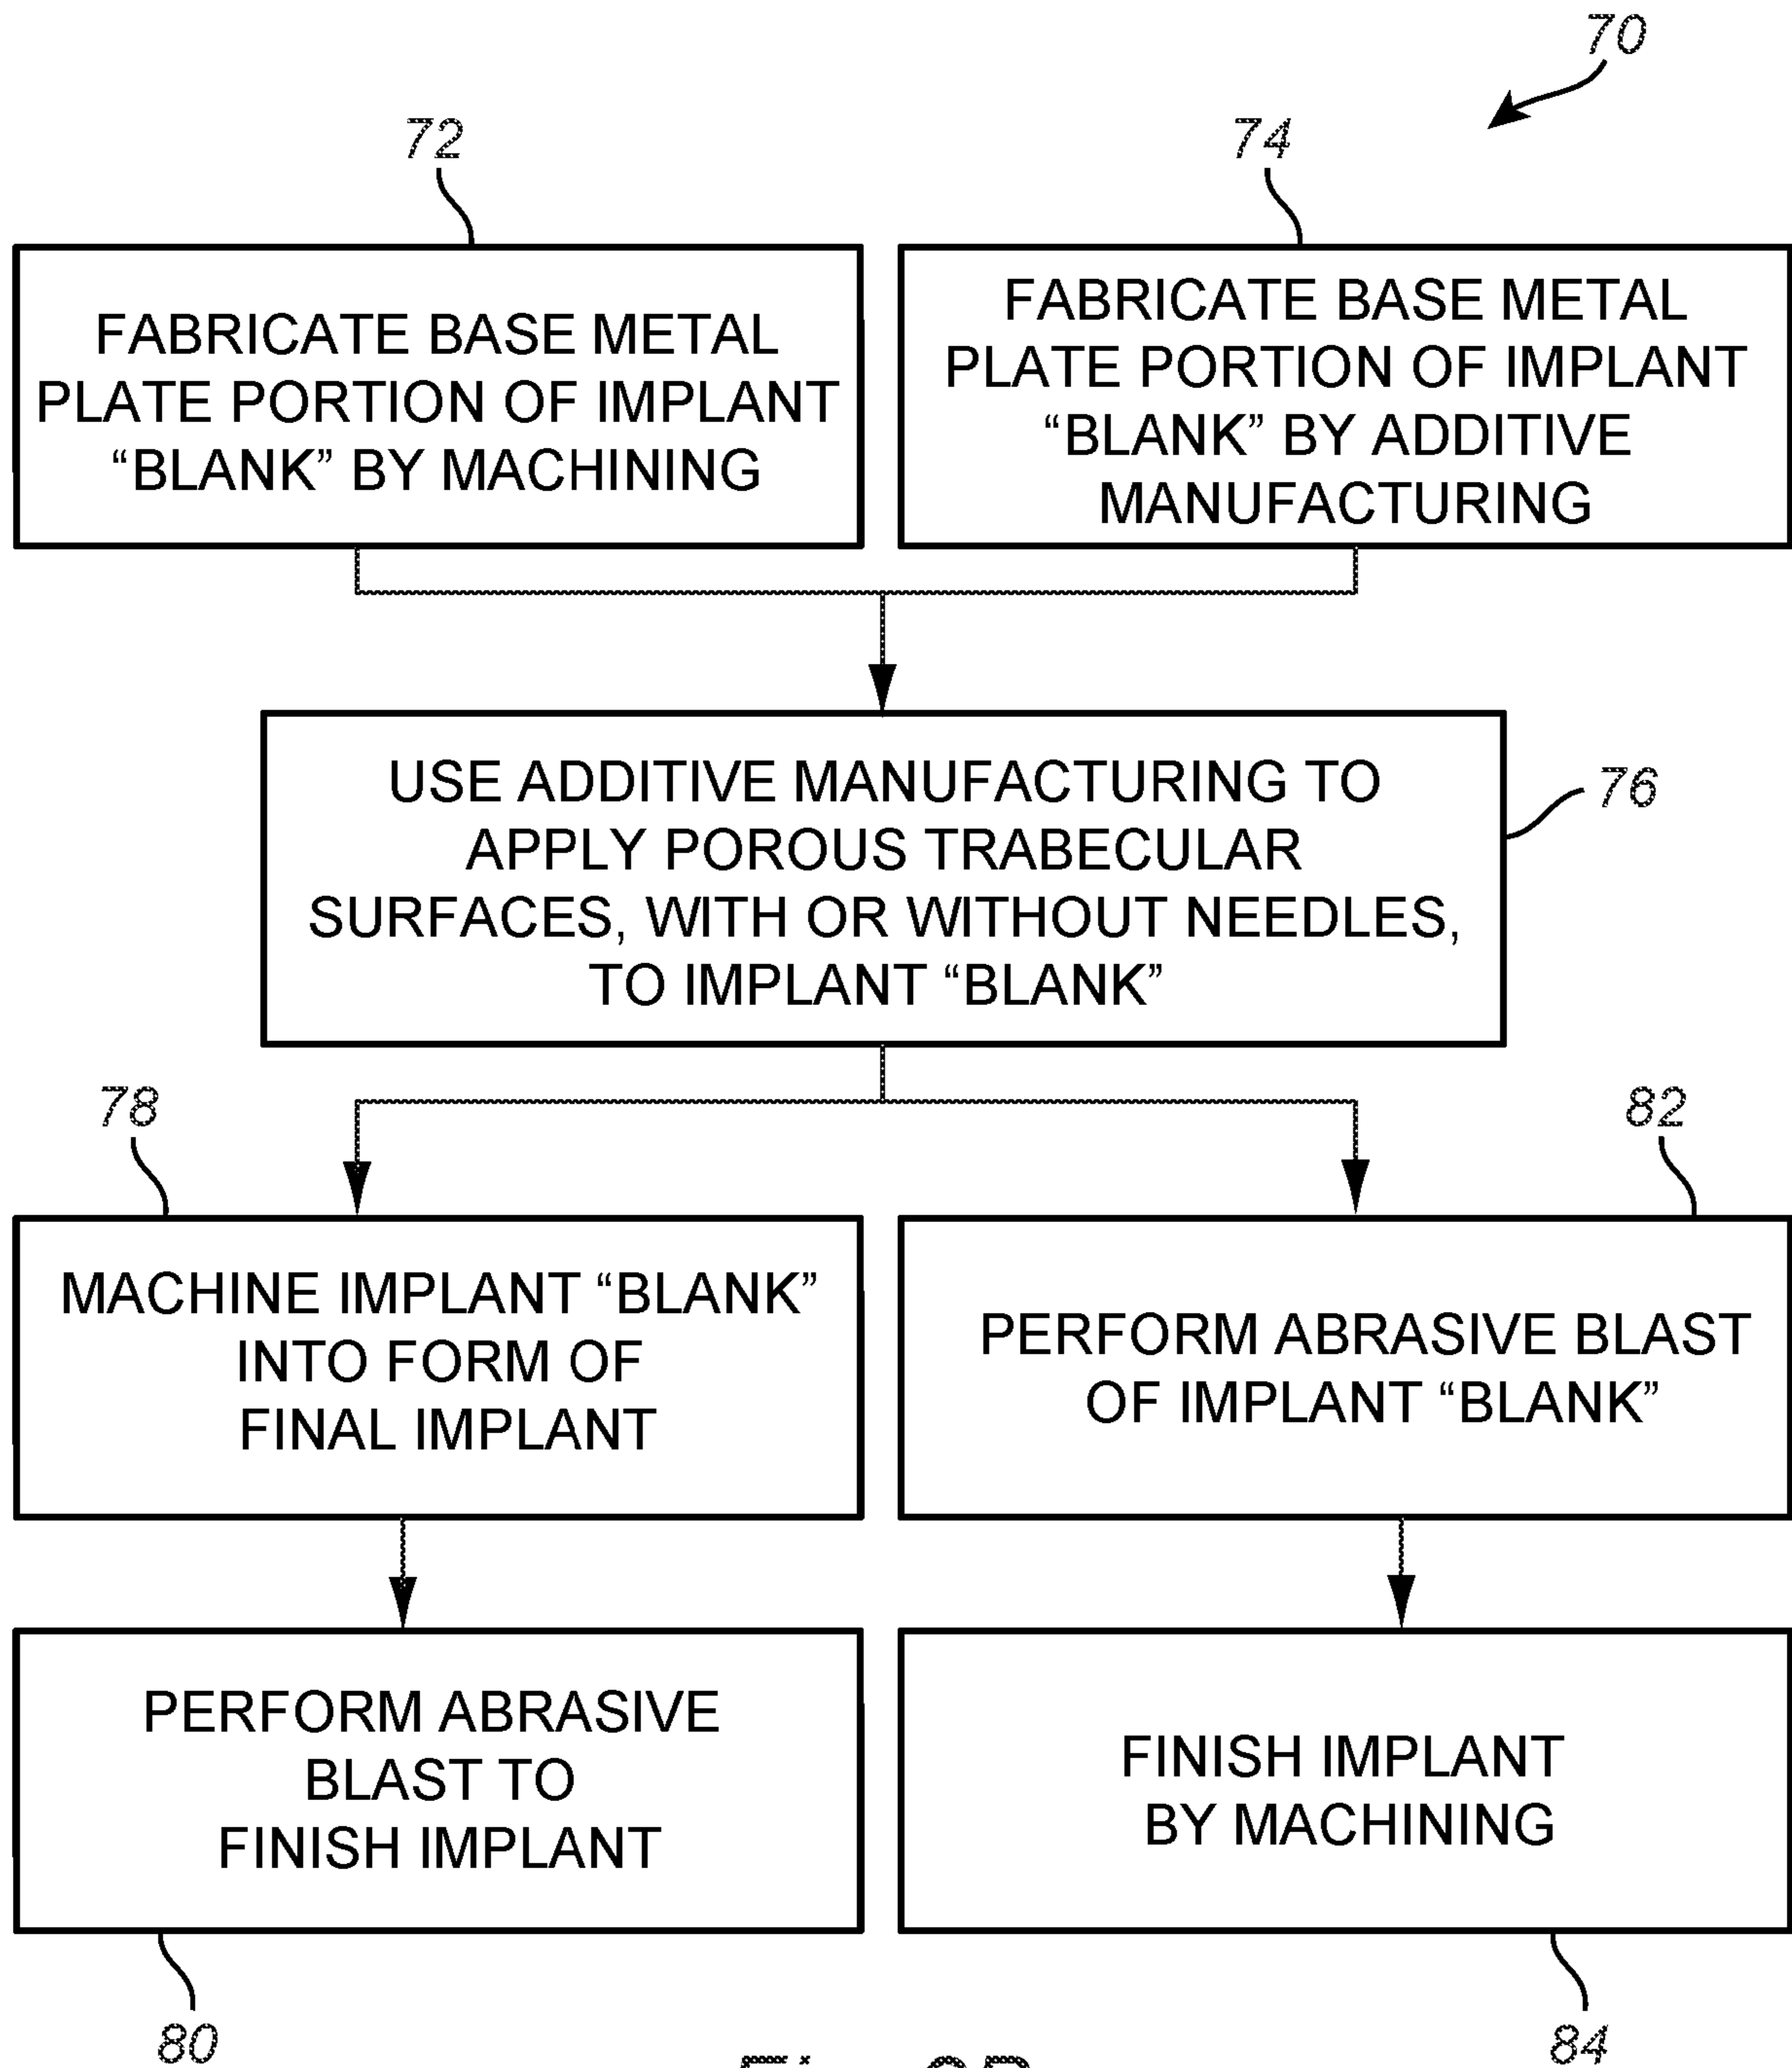 70
72
74
FABRICATE BASE METAL
PLATE PORTION OF IMPLANT
“BLANK” BY MACHINING
FABRICATE BASE METAL
PLATE PORTION OF IMPLANT
“BLANK” BY ADDITIVE
MANUFACTURING
USE ADDITIVE MANUFACTURING TO
APPLY POROUS TRABECULAR
SURFACES, WITH OR WITHOUT NEEDLES,
TO IMPLANT “BLANK”
76
78
82
MACHINE IMPLANT “BLANK”
INTO FORM OF
FINAL IMPLANT
PERFORM ABRASIVE BLAST
OF IMPLANT “BLANK”
PERFORM ABRASIVE
BLAST TO
FINISH IMPLANT
FINISH IMPLANT
BY MACHINING
80
84